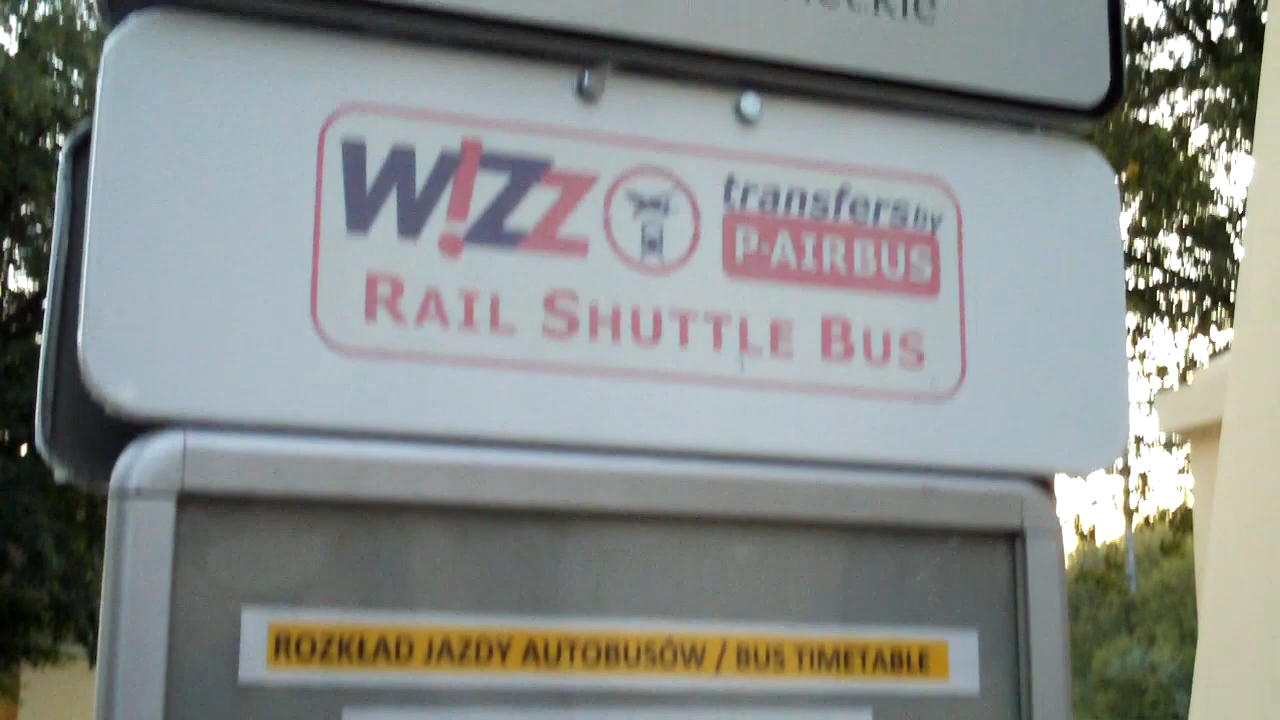 W!ZZ transfers by
P-AIRBUS
RAIL SHUTTLE BUS
ROZKŁAD JAZDY AUTOBUSÓW / BUS TIMETABLE